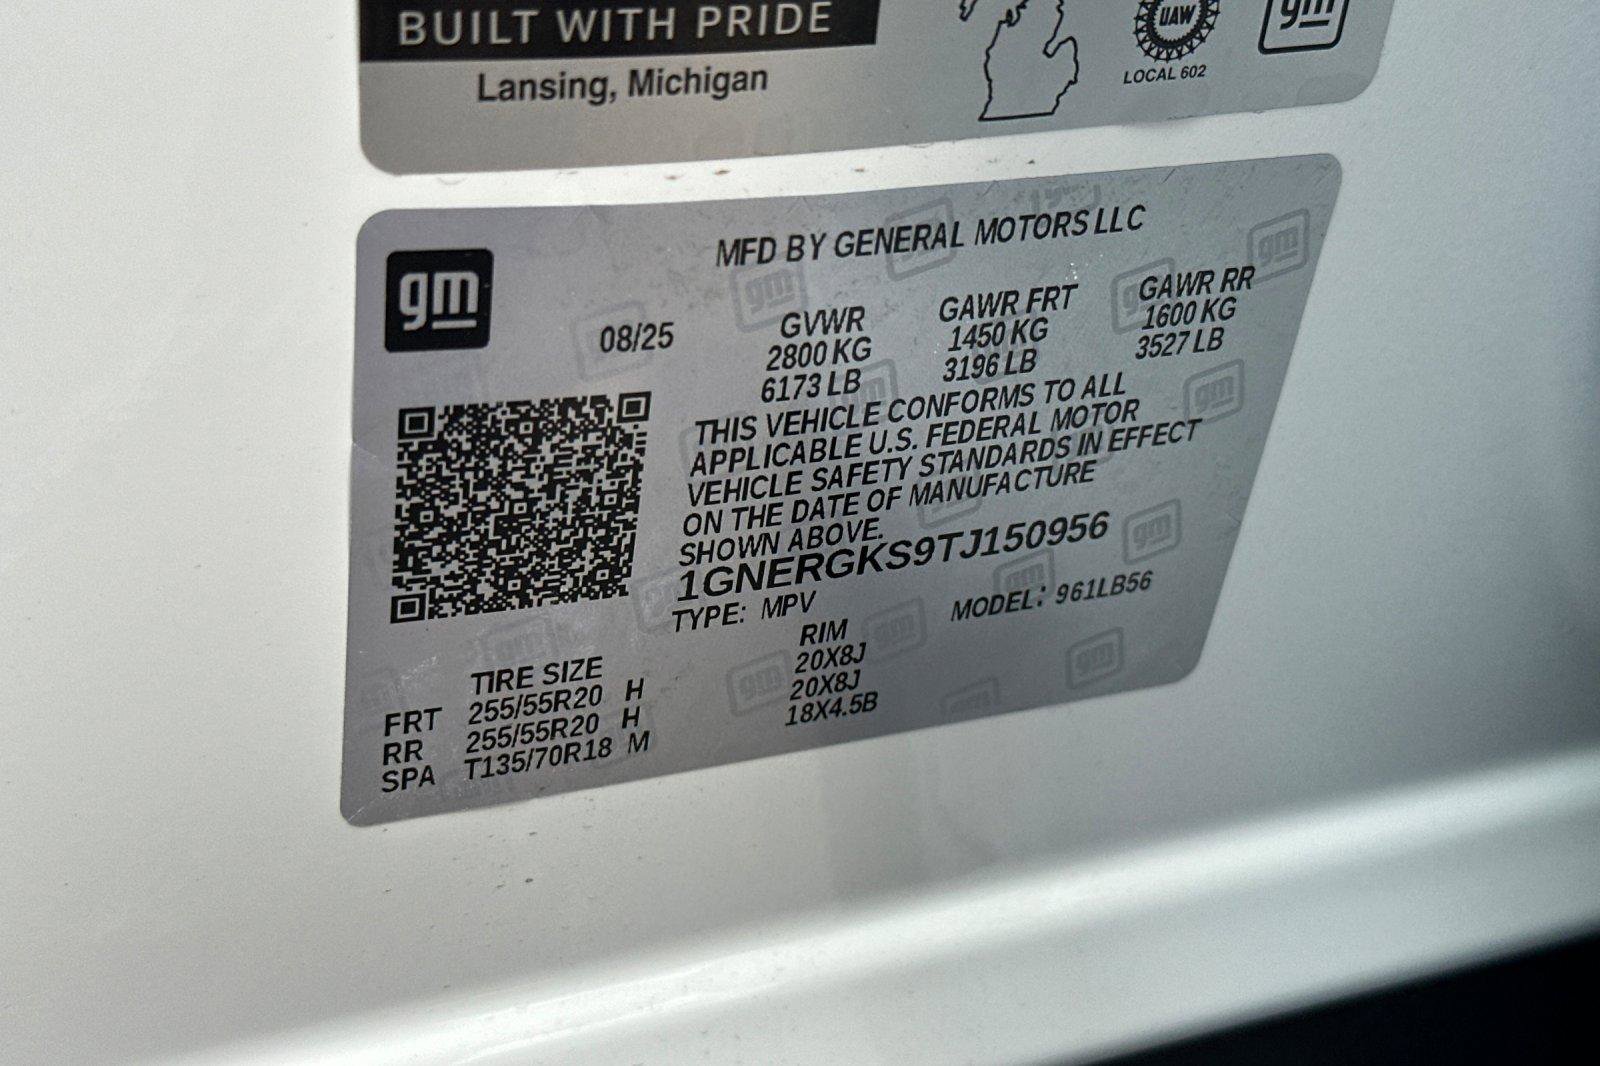 BUILT WITH PRIDE
Lansing, Michigan
UAW
LOCAL 602
gm
gm
MFD BY GENERAL MOTORS LLC
08/25
GVWR
2800 KG
6173 LB
GAWR FRT
1450 KG
3196 LB
GAWR RR
1600 KG
3527 LB
THIS VEHICLE CONFORMS TO ALL
APPLICABLE U.S. FEDERAL MOTOR
VEHICLE SAFETY STANDARDS IN EFFECT
ON THE DATE OF MANUFACTURE
SHOWN ABOVE.
1GNERGKS9TJ150956
TYPE: MPV MODEL: 961LB56
TIRE SIZE RIM
FRT 255/55R20 H 20X8J
RR 255/55R20 H 20X8J
SPA T135/70R18 M 18X4.5B